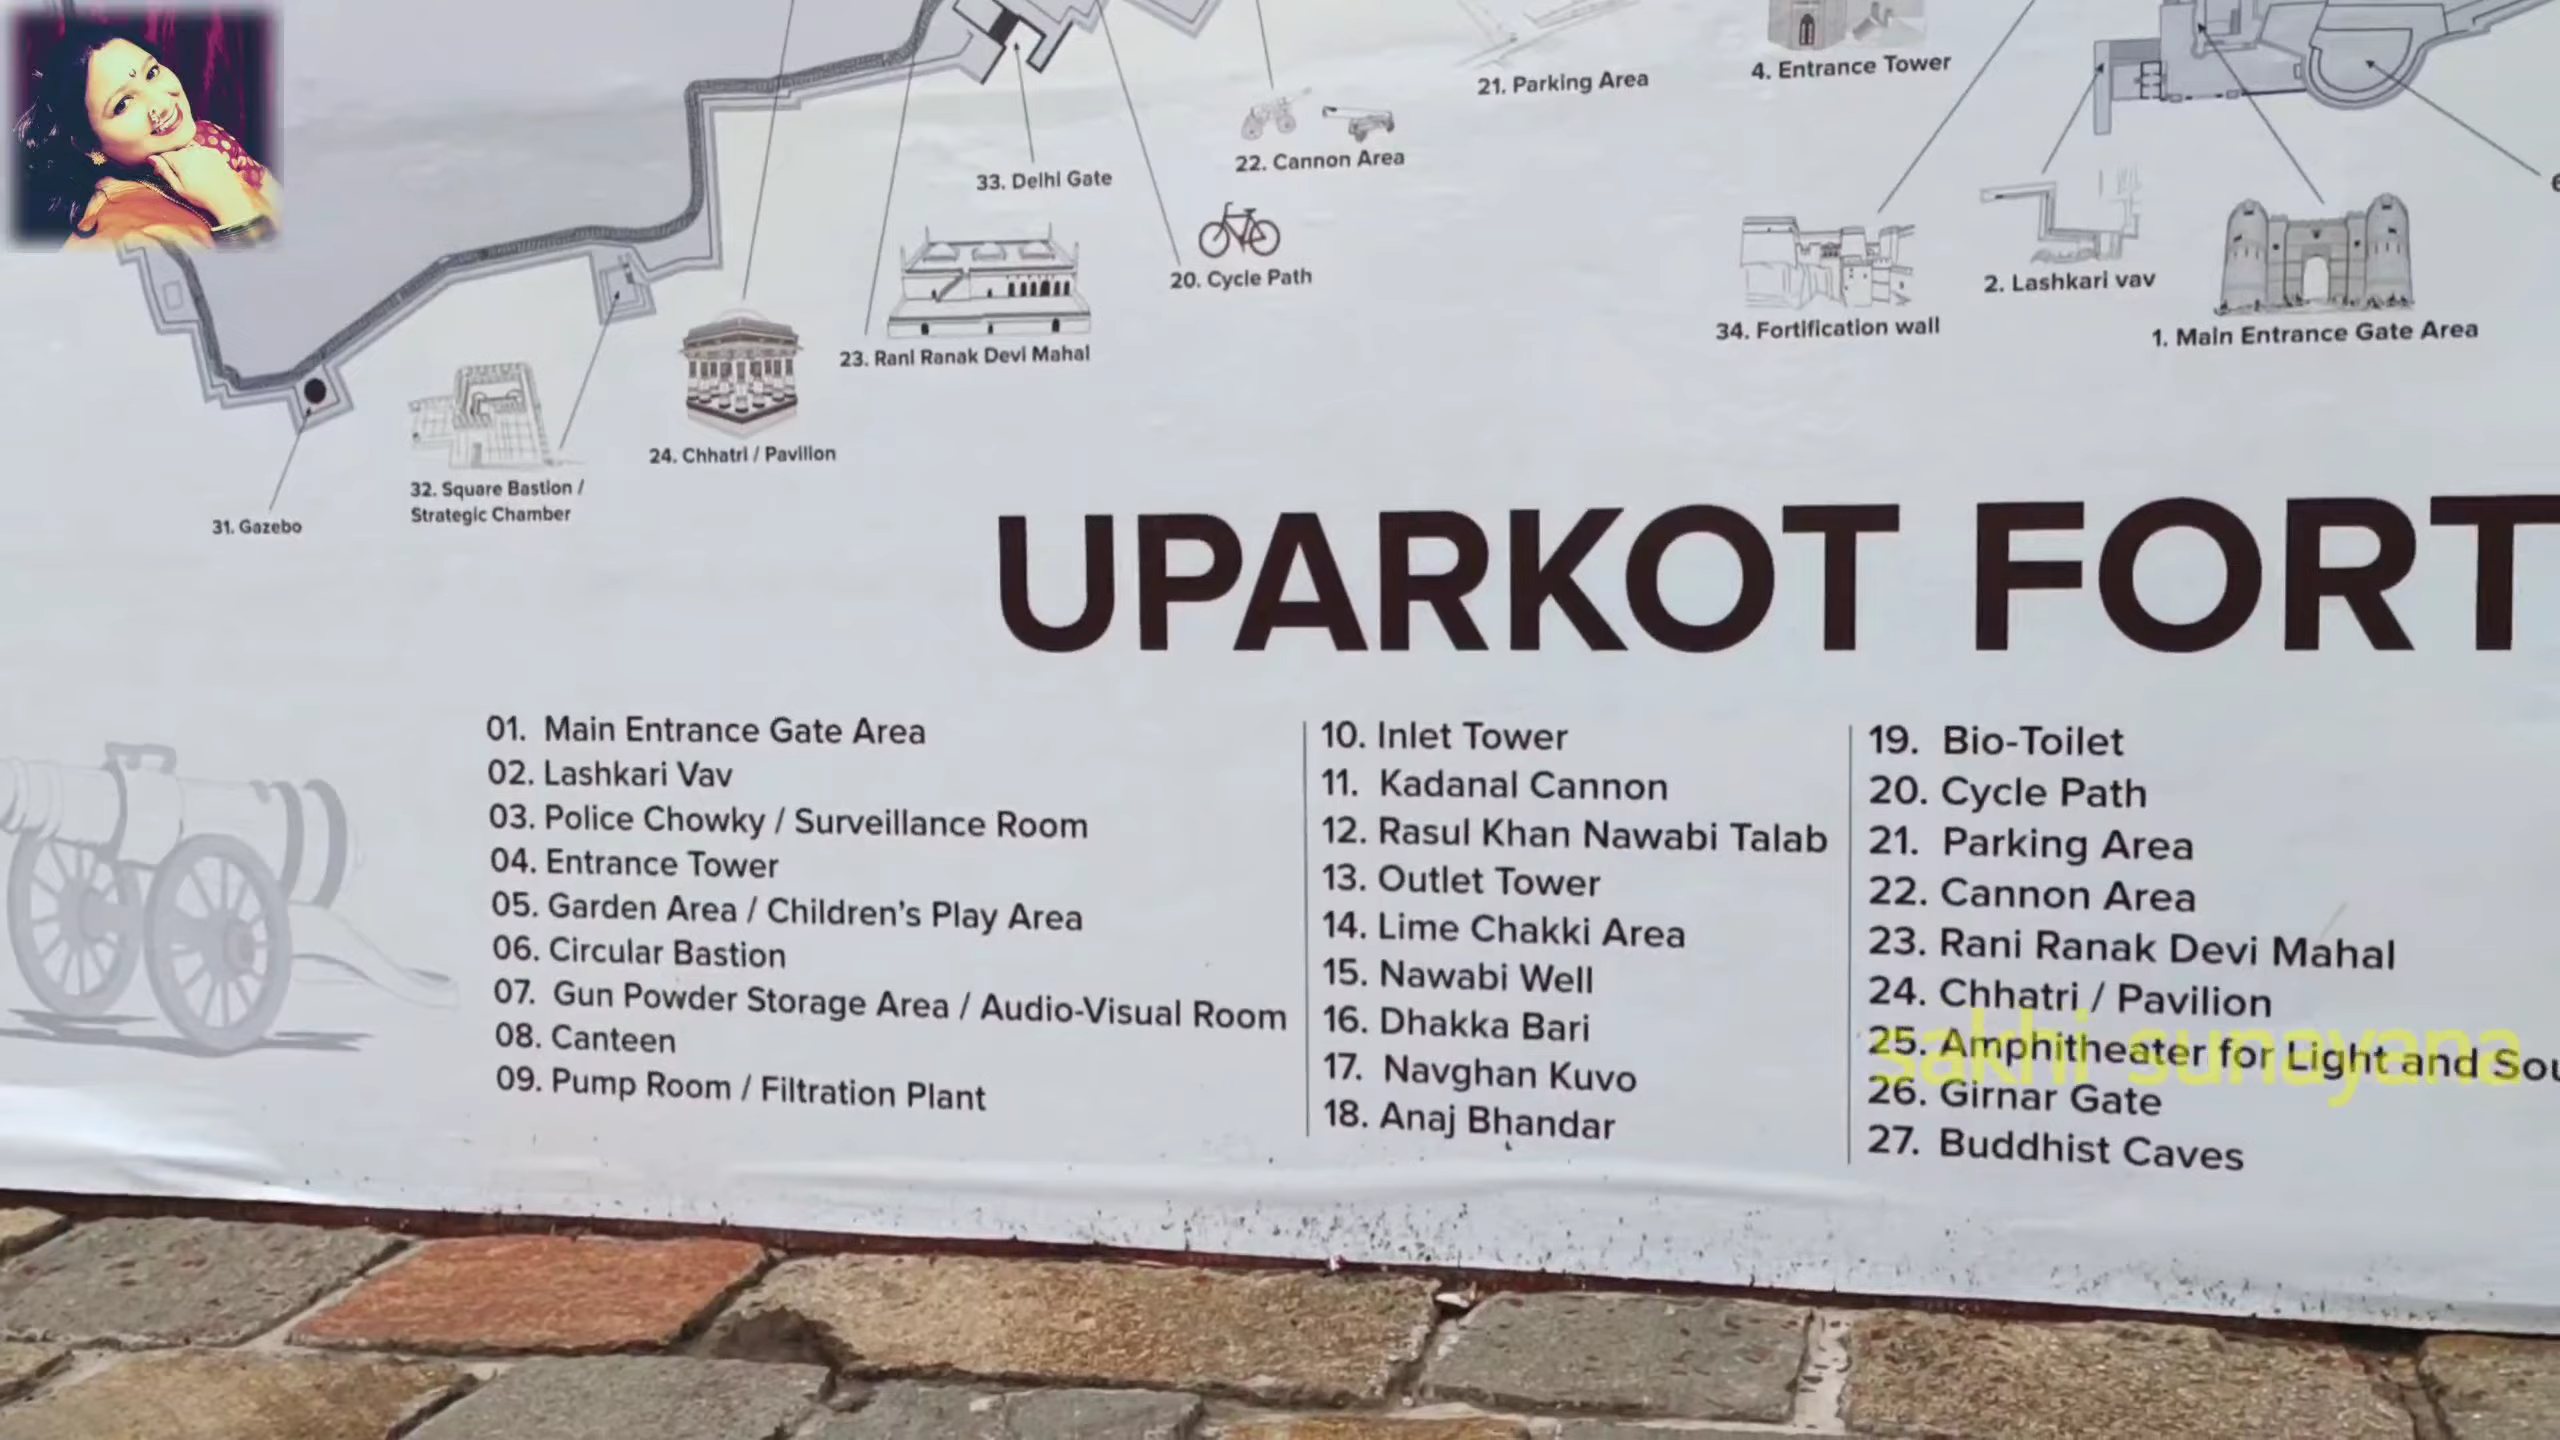 21. Parking Area
4. Entrance Tower
22. Cannon Area
33. Delhi Gate
20. Cycle Path
2. Lashkari vav
34. Fortification wall
1. Main Entrance Gate Area
23. Rani Ranak Devi Mahal
24. Chhatri / Pavilion
32. Square Bastion /
Strategic Chamber
31. Gazebo
UPARKOT FORT
01. Main Entrance Gate Area
02. Lashkari Vav
03. Police Chowky / Surveillance Room
04. Entrance Tower
05. Garden Area / Children's Play Area
06. Circular Bastion
07. Gun Powder Storage Area / Audio-Visual Room
08. Canteen
09. Pump Room / Filtration Plant
10. Inlet Tower
11. Kadanal Cannon
12. Rasul Khan Nawabi Talab
13. Outlet Tower
14. Lime Chakki Area
15. Nawabi Well
16. Dhakka Bari
17. Navghan Kuvo
18. Anaj Bhandar
19. Bio-Toilet
20. Cycle Path
21. Parking Area
22. Cannon Area
23. Rani Ranak Devi Mahal
24. Chhatri / Pavilion
25. Amphitheater for Light and
26. Girnar Gate
27. Buddhist Caves
sakhi sunayana